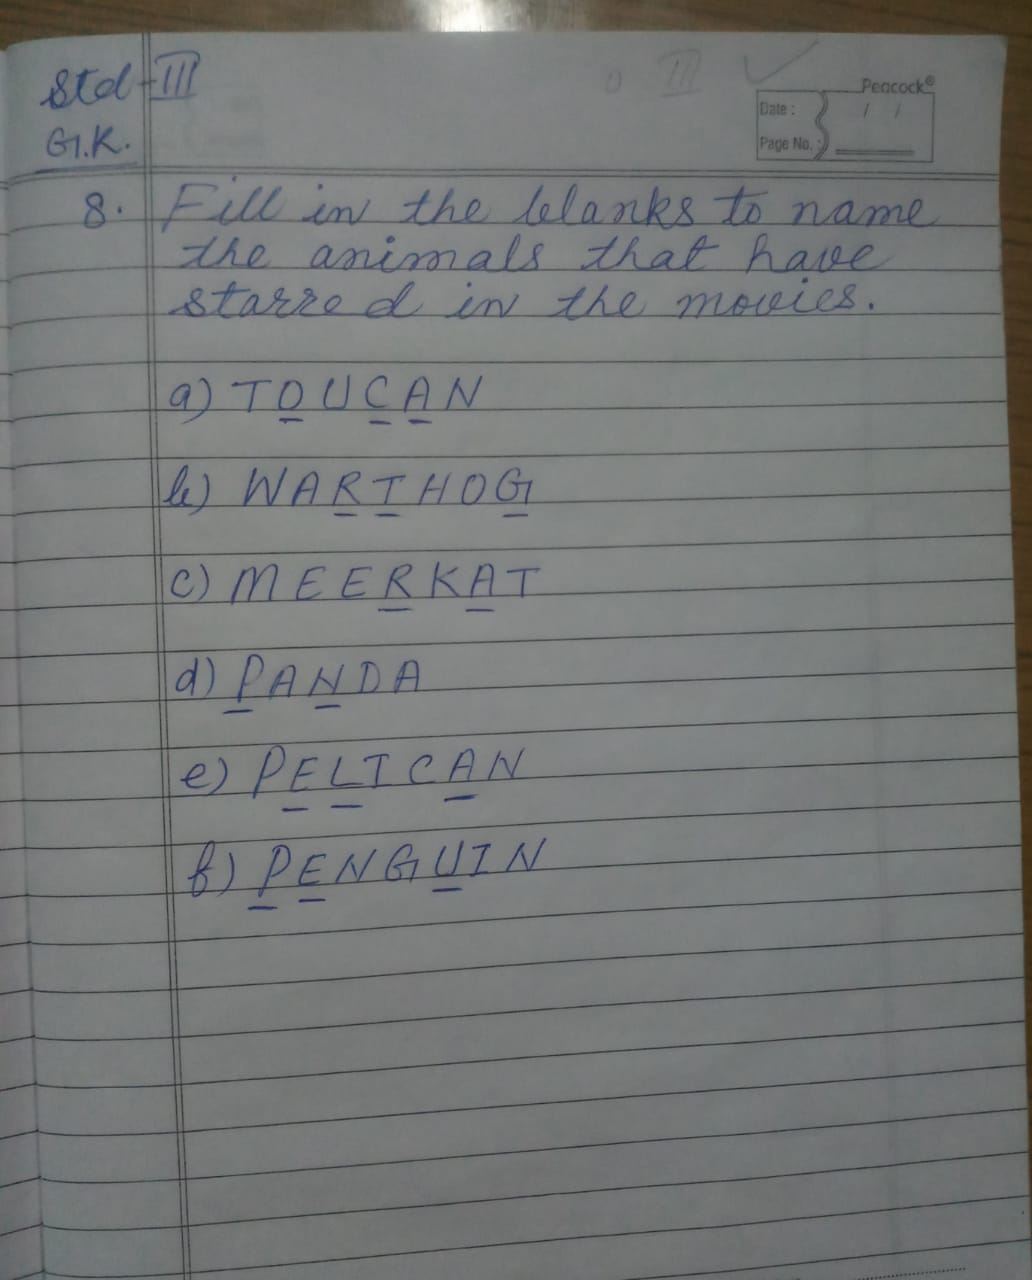 Std-III
G.K.
III
Peacock®
Date : / /
Page No. :
8. Fill in the blanks to name
the animals that have
starred in the movies.
a) TOUCAN
b) WARTHOG
c) MEERKAT
d) PANDA
e) PELICAN
f) PENGUIN